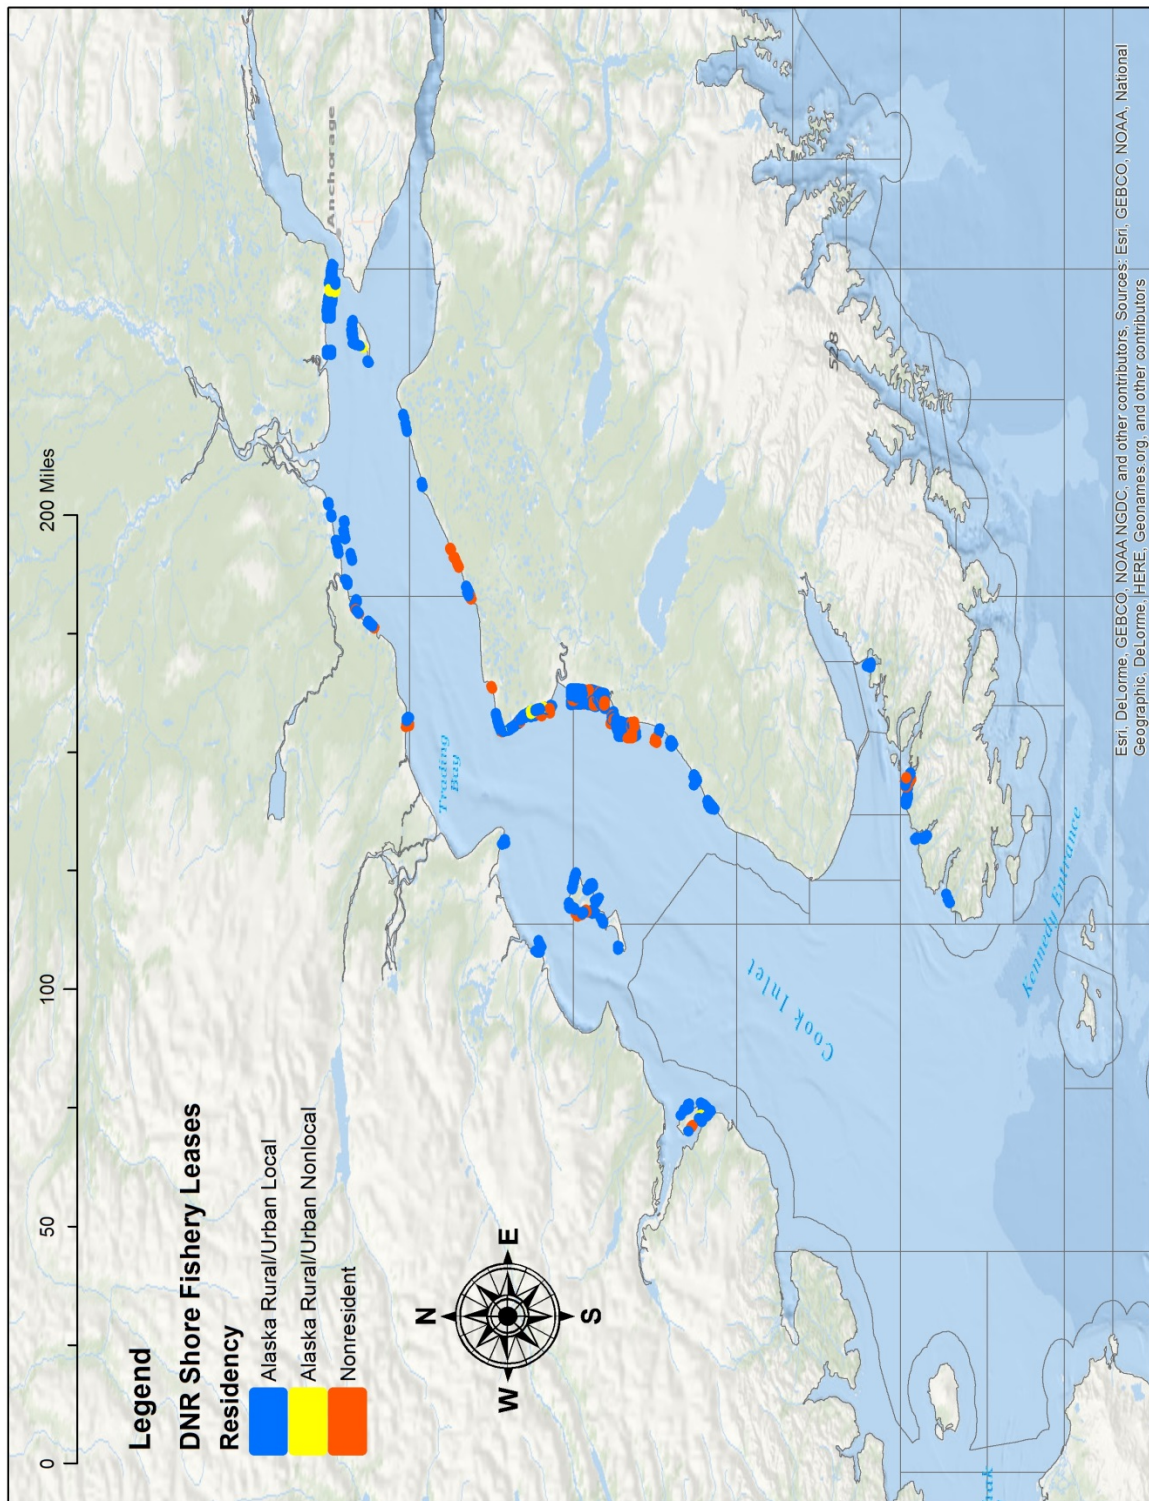 Legend
DNR Shore Fishery Leases
Residency
Alaska Rural/Urban Local
Alaska Rural/Urban Nonlocal
Nonresident
0
50
100
200 Miles
N
W
E
S
Anchorage
Trading
Bay
Cook Inlet
Kennedy Entrance
Esri, DeLorme, GEBCO, NOAA NGDC, and other contributors, Sources: Esri, GEBCO, NOAA, National
Geographic, DeLorme, HERE, Geonames.org, and other contributors